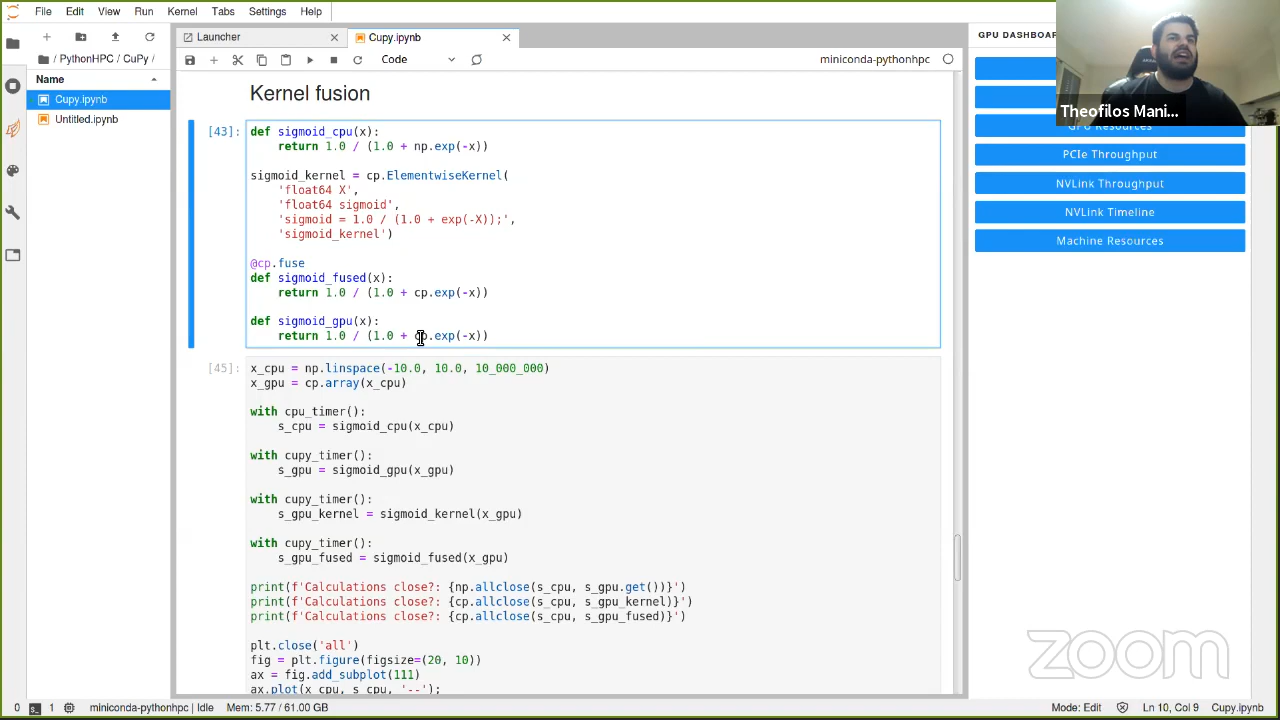 File Edit View Run Kernel Tabs Settings Help
/ PythonHPC / CuPy /
Name
Cupy.ipynb
Untitled.ipynb
Launcher
Cupy.ipynb
Code
miniconda-pythonhpc
Kernel fusion
[43]:
def sigmoid_cpu(x):
    return 1.0 / (1.0 + np.exp(-x))
sigmoid_kernel = cp.ElementwiseKernel(
    'float64 X',
    'float64 sigmoid',
    'sigmoid = 1.0 / (1.0 + exp(-X));',
    'sigmoid_kernel')
@cp.fuse
def sigmoid_fused(x):
    return 1.0 / (1.0 + cp.exp(-x))
def sigmoid_gpu(x):
    return 1.0 / (1.0 + cp.exp(-x))
[45]:
x_cpu = np.linspace(-10.0, 10.0, 10_000_000)
x_gpu = cp.array(x_cpu)
with cpu_timer():
    s_cpu = sigmoid_cpu(x_cpu)
with cupy_timer():
    s_gpu = sigmoid_gpu(x_gpu)
with cupy_timer():
    s_gpu_kernel = sigmoid_kernel(x_gpu)
with cupy_timer():
    s_gpu_fused = sigmoid_fused(x_gpu)
print(f'Calculations close?: {np.allclose(s_cpu, s_gpu.get())}')
print(f'Calculations close?: {cp.allclose(s_cpu, s_gpu_kernel)}')
print(f'Calculations close?: {cp.allclose(s_cpu, s_gpu_fused)}')
plt.close('all')
fig = plt.figure(figsize=(20, 10))
ax = fig.add_subplot(111)
ax.plot(x_cpu, s_cpu, '--');
GPU DASHBOAR
Theofilos Mani...
GPU Resources
PCIe Throughput
NVLink Throughput
NVLink Timeline
Machine Resources
zoom
0 1 miniconda-pythonhpc | Idle Mem: 5.77 / 61.00 GB
Mode: Edit Ln 10, Col 9 Cupy.ipynb